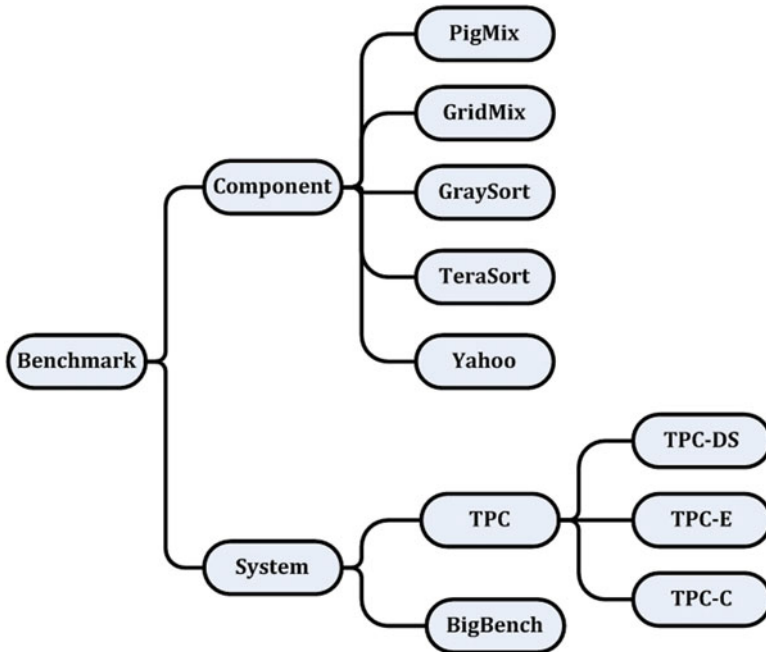 PigMix
GridMix
Component
GraySort
TeraSort
Benchmark
Yahoo
TPC-DS
TPC
TPC-E
System
TPC-C
BigBench